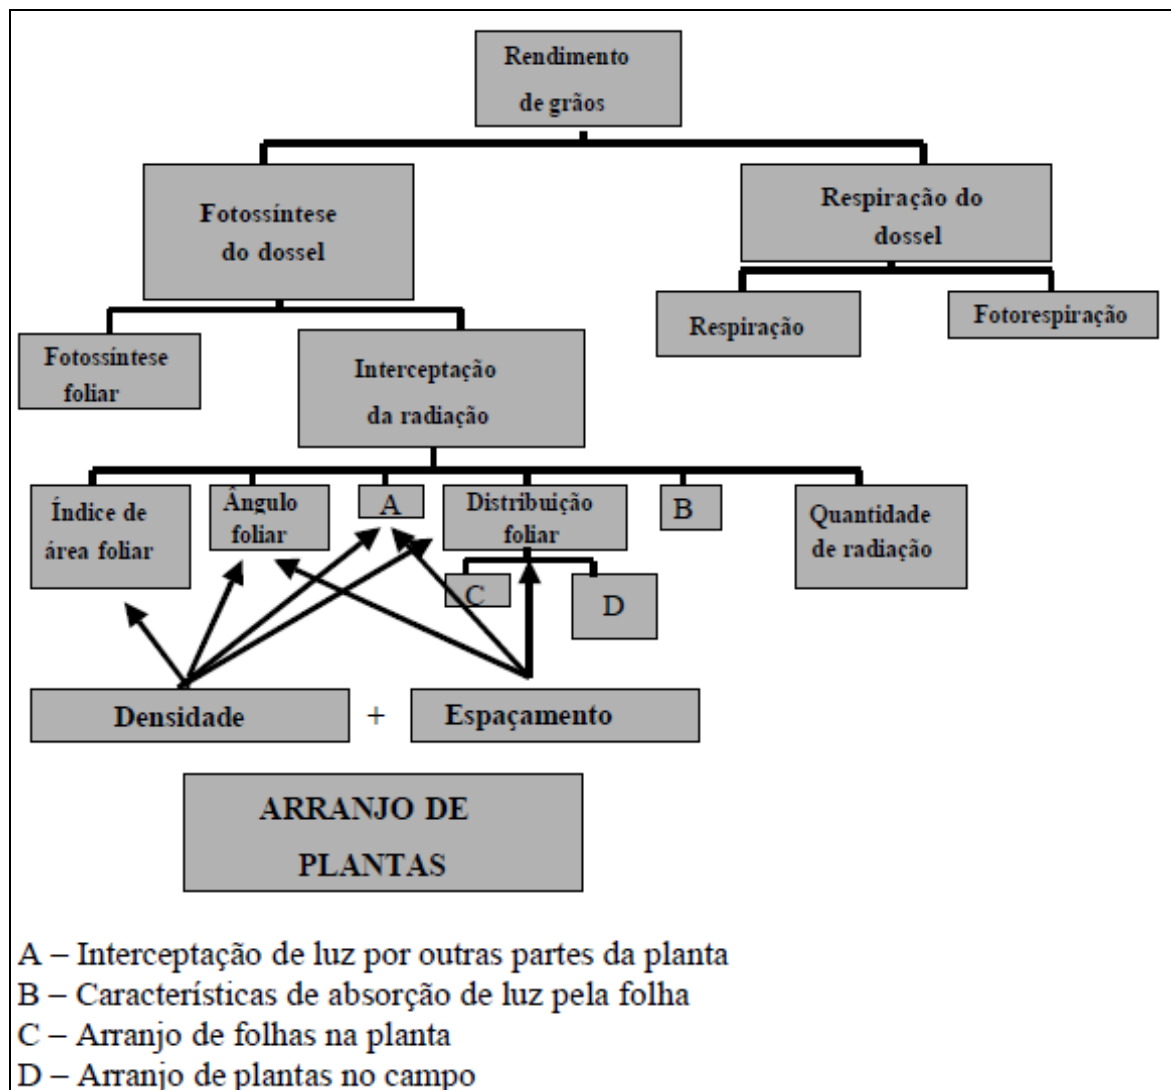 Rendimento
de grãos
Fotossíntese
do dossel
Respiração do
dossel
Respiração
Fotorespiração
Fotossíntese
foliar
Interceptação
da radiação
Índice de
área foliar
Ângulo
foliar
A
Distribuição
foliar
B
Quantidade
de radiação
C
D
Densidade
+
Espaçamento
ARRANJO DE
PLANTAS
A – Interceptação de luz por outras partes da planta
B – Características de absorção de luz pela folha
C – Arranjo de folhas na planta
D – Arranjo de plantas no campo